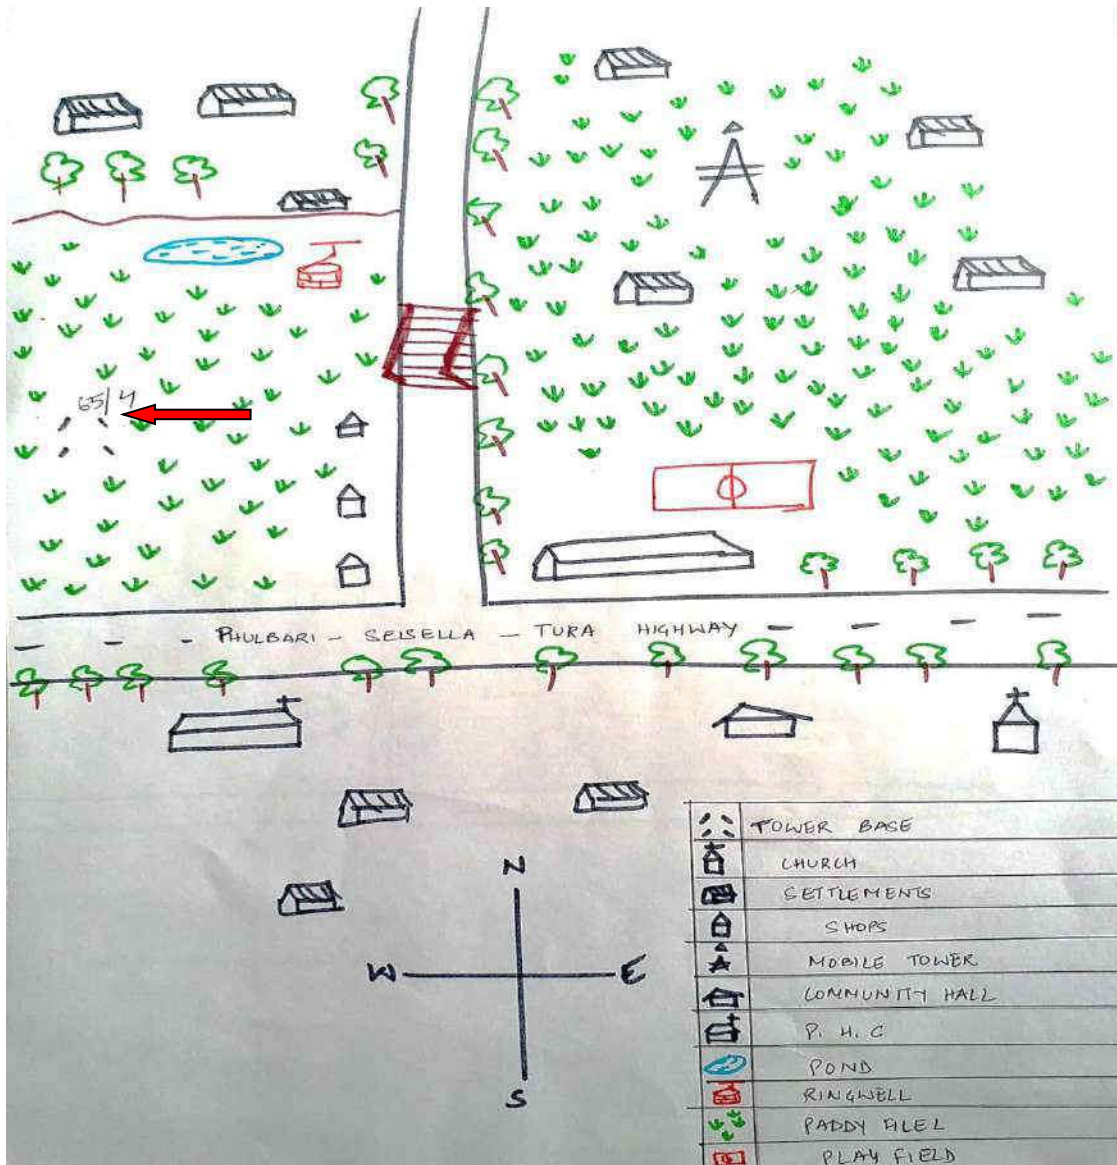 65/4
PHULBARI - SELSELLA - TURA HIGHWAY
N
W
E
S
TOWER BASE
CHURCH
SETTLEMENTS
SHOPS
MOBILE TOWER
COMMUNITY HALL
P. H. C
POND
RINGWELL
PADDY FILEL
PLAY FIELD